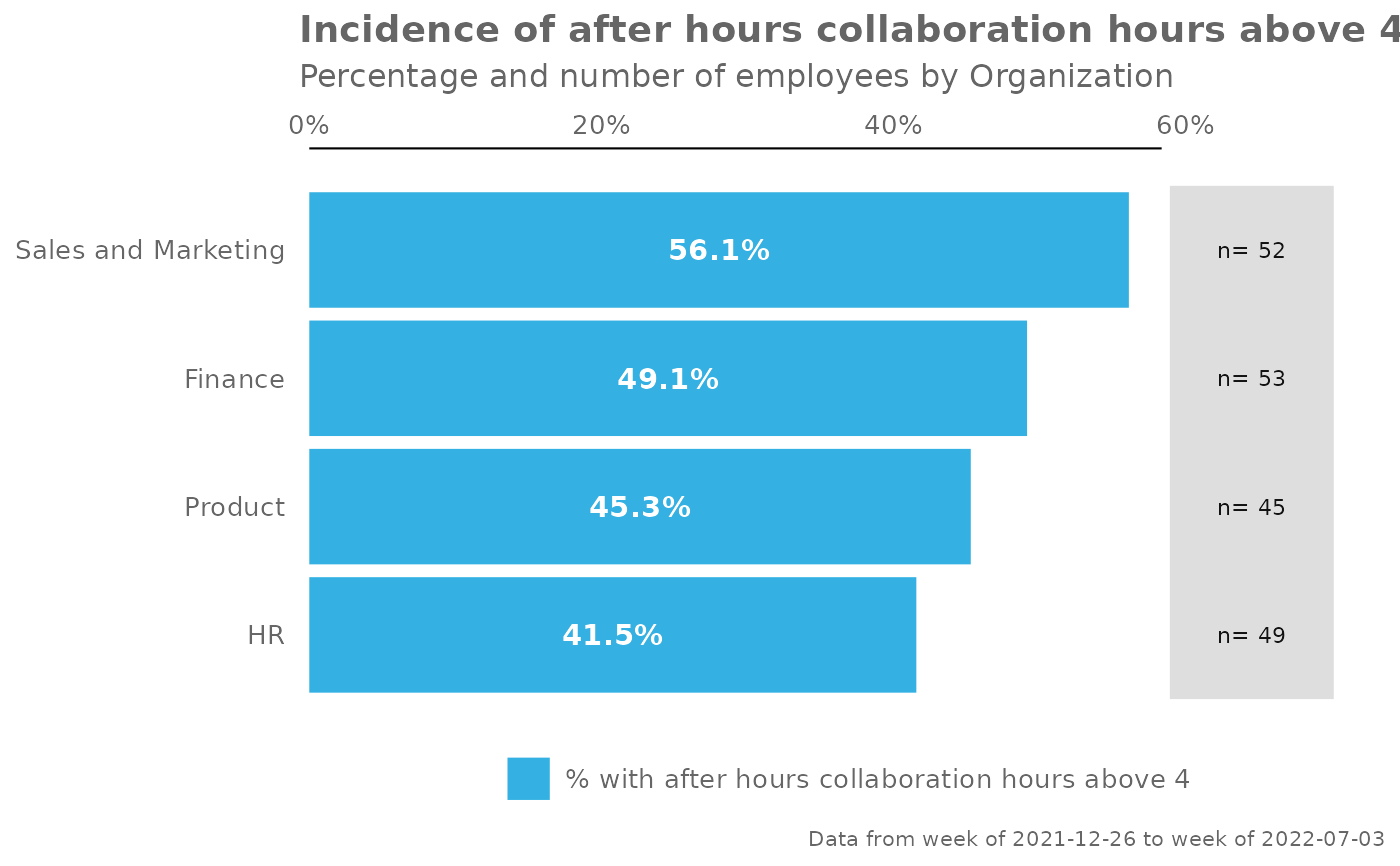 Incidence of after hours collaboration hours above 4
Percentage and number of employees by Organization
0% 20% 40% 60%
Sales and Marketing 56.1% n= 52
Finance 49.1% n= 53
Product 45.3% n= 45
HR 41.5% n= 49
% with after hours collaboration hours above 4
Data from week of 2021-12-26 to week of 2022-07-03